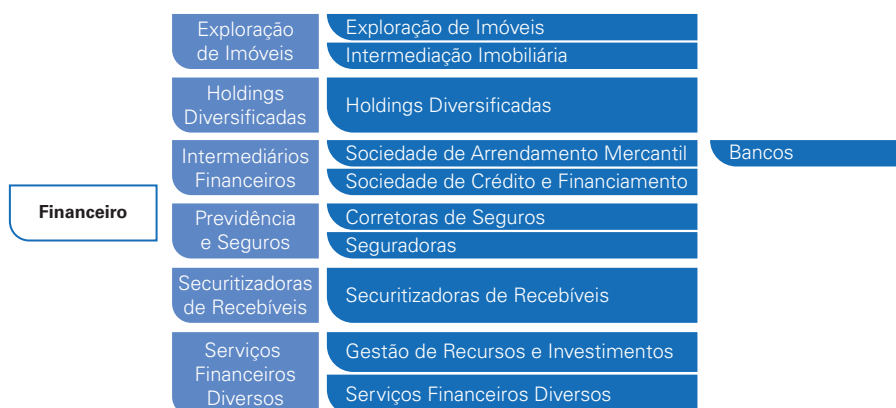 Exploração
de Imóveis
Exploração de Imóveis
Intermediação Imobiliária
Holdings
Diversificadas
Holdings Diversificadas
Intermediários
Financeiros
Sociedade de Arrendamento Mercantil
Bancos
Sociedade de Crédito e Financiamento
Financeiro
Previdência
e Seguros
Corretoras de Seguros
Seguradoras
Securitizadoras
de Recebíveis
Securitizadoras de Recebíveis
Serviços
Financeiros
Diversos
Gestão de Recursos e Investimentos
Serviços Financeiros Diversos